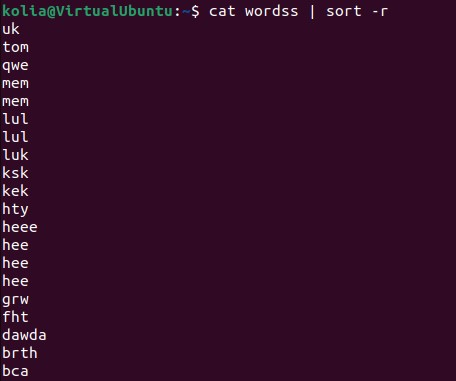 kolia@VirtualUbuntu:~$ cat wordss | sort -r
uk
tom
qwe
mem
mem
lul
lul
luk
ksk
kek
hty
heee
hee
hee
hee
grw
fht
dawda
brth
bca